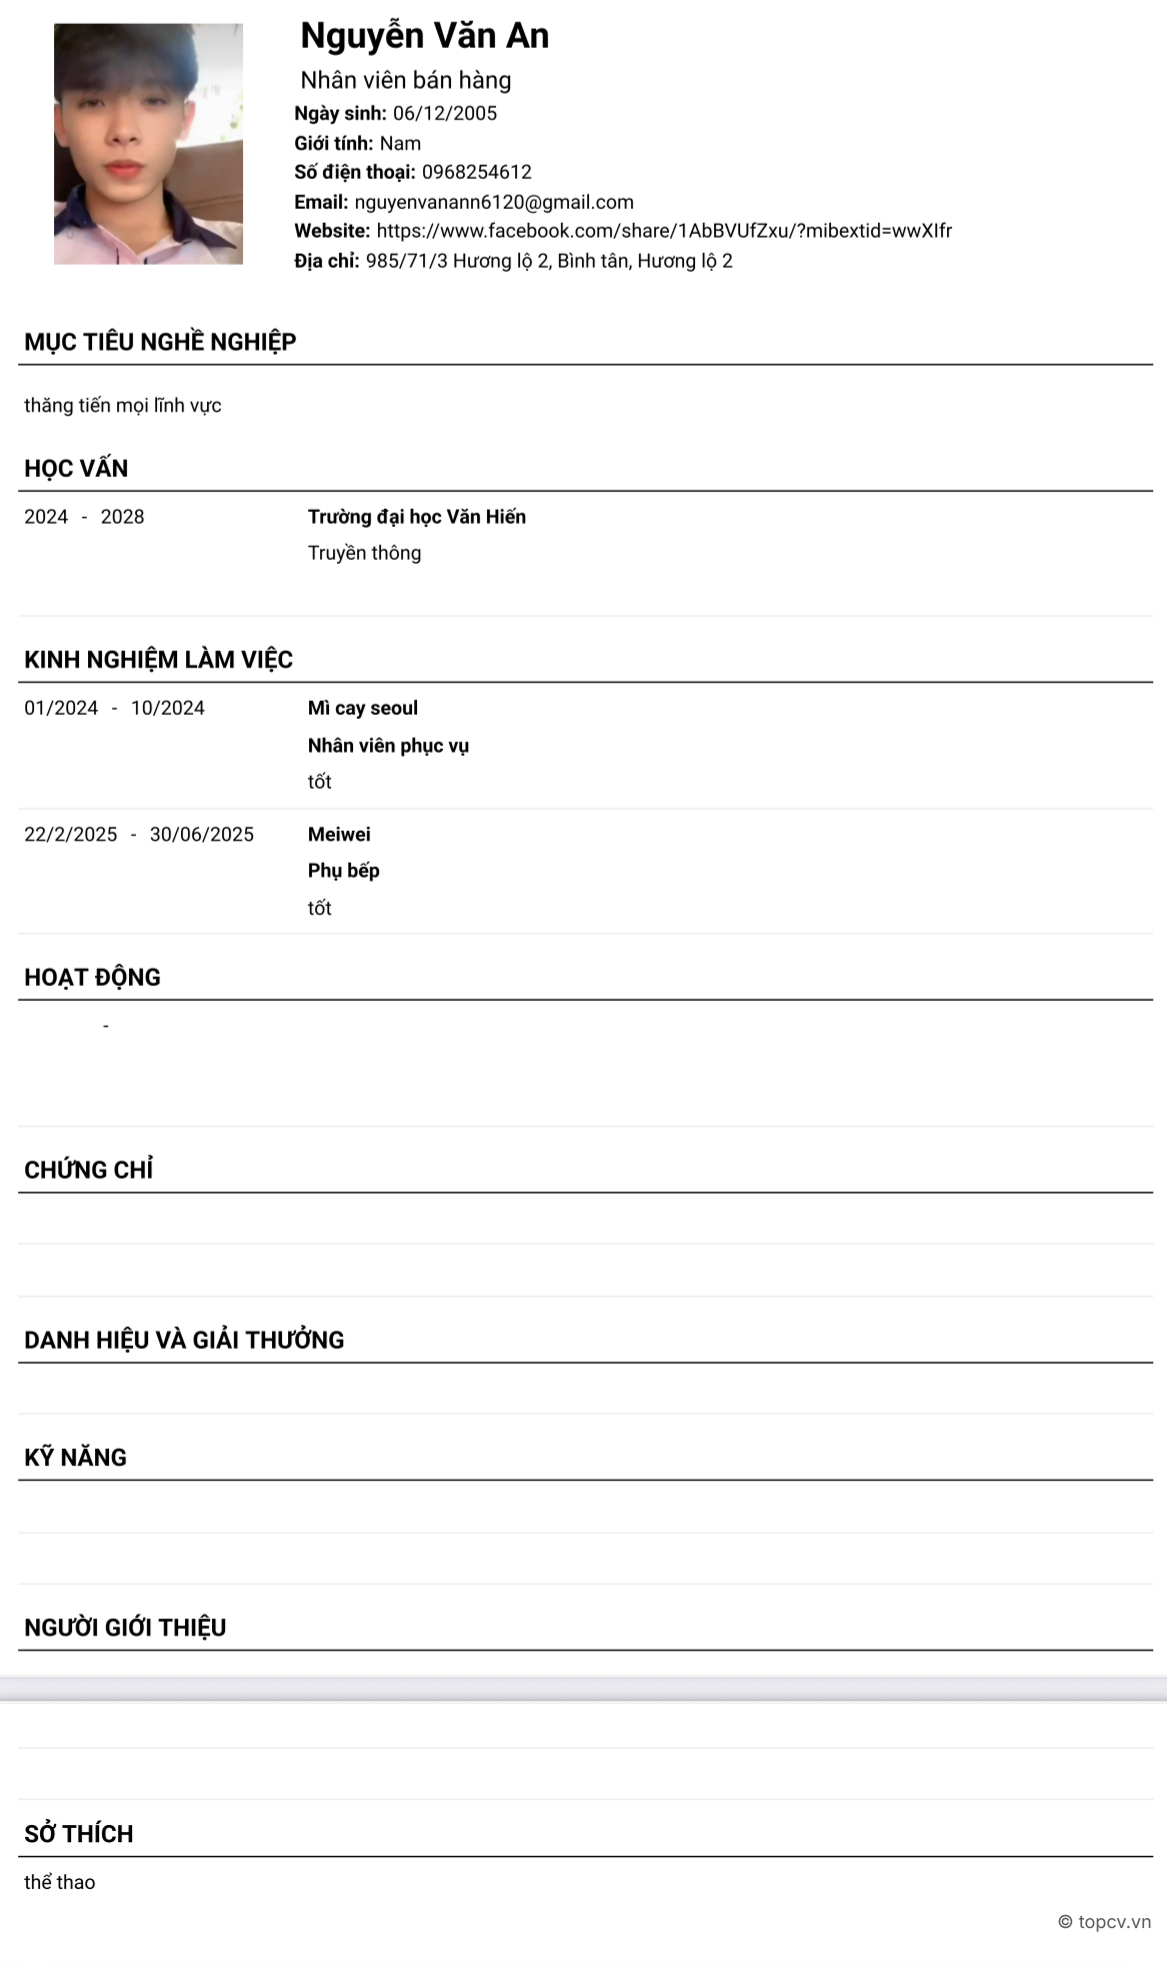 Nguyễn Văn An
Nhân viên bán hàng
Ngày sinh: 06/12/2005
Giới tính: Nam
Số điện thoại: 0968254612
Email: nguyenvanann6120@gmail.com
Website: https://www.facebook.com/share/1AbBVUfZxu/?mibextid=wwXIfr
Địa chỉ: 985/71/3 Hương lộ 2, Bình tân, Hương lộ 2
MỤC TIÊU NGHỀ NGHIỆP
thăng tiến mọi lĩnh vực
HỌC VẤN
2024 - 2028 Trường đại học Văn Hiến
Truyền thông
KINH NGHIỆM LÀM VIỆC
01/2024 - 10/2024 Mì cay seoul
Nhân viên phục vụ
tốt
22/2/2025 - 30/06/2025 Meiwei
Phụ bếp
tốt
HOẠT ĐỘNG
-
CHỨNG CHỈ
DANH HIỆU VÀ GIẢI THƯỞNG
KỸ NĂNG
NGƯỜI GIỚI THIỆU
SỞ THÍCH
thể thao
© topcv.vn